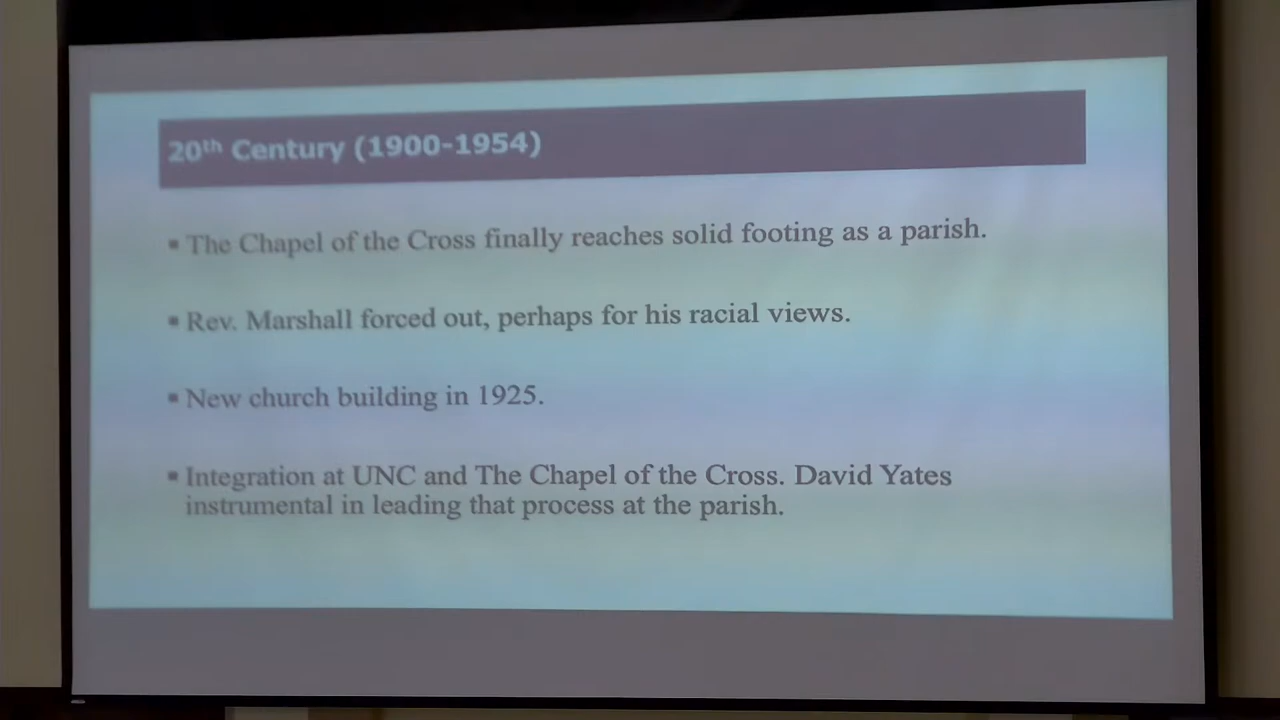 20th Century (1900-1954)
▪ The Chapel of the Cross finally reaches solid footing as a parish.
▪ Rev. Marshall forced out, perhaps for his racial views.
▪ New church building in 1925.
▪ Integration at UNC and The Chapel of the Cross. David Yates
instrumental in leading that process at the parish.